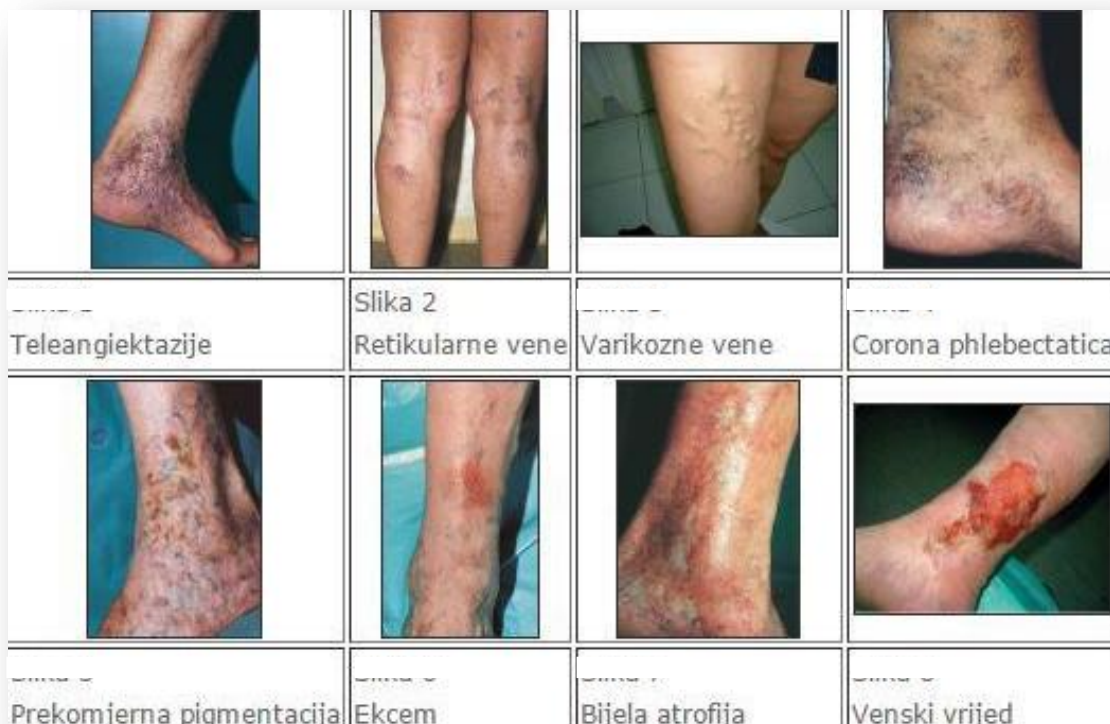 Slika 2
Teleangiektazije
Retikularne vene
Varikozne vene
Corona phlebectatica
Prekomjerna pigmentacija
Ekcem
Bijela atrofija
Venski vrijed